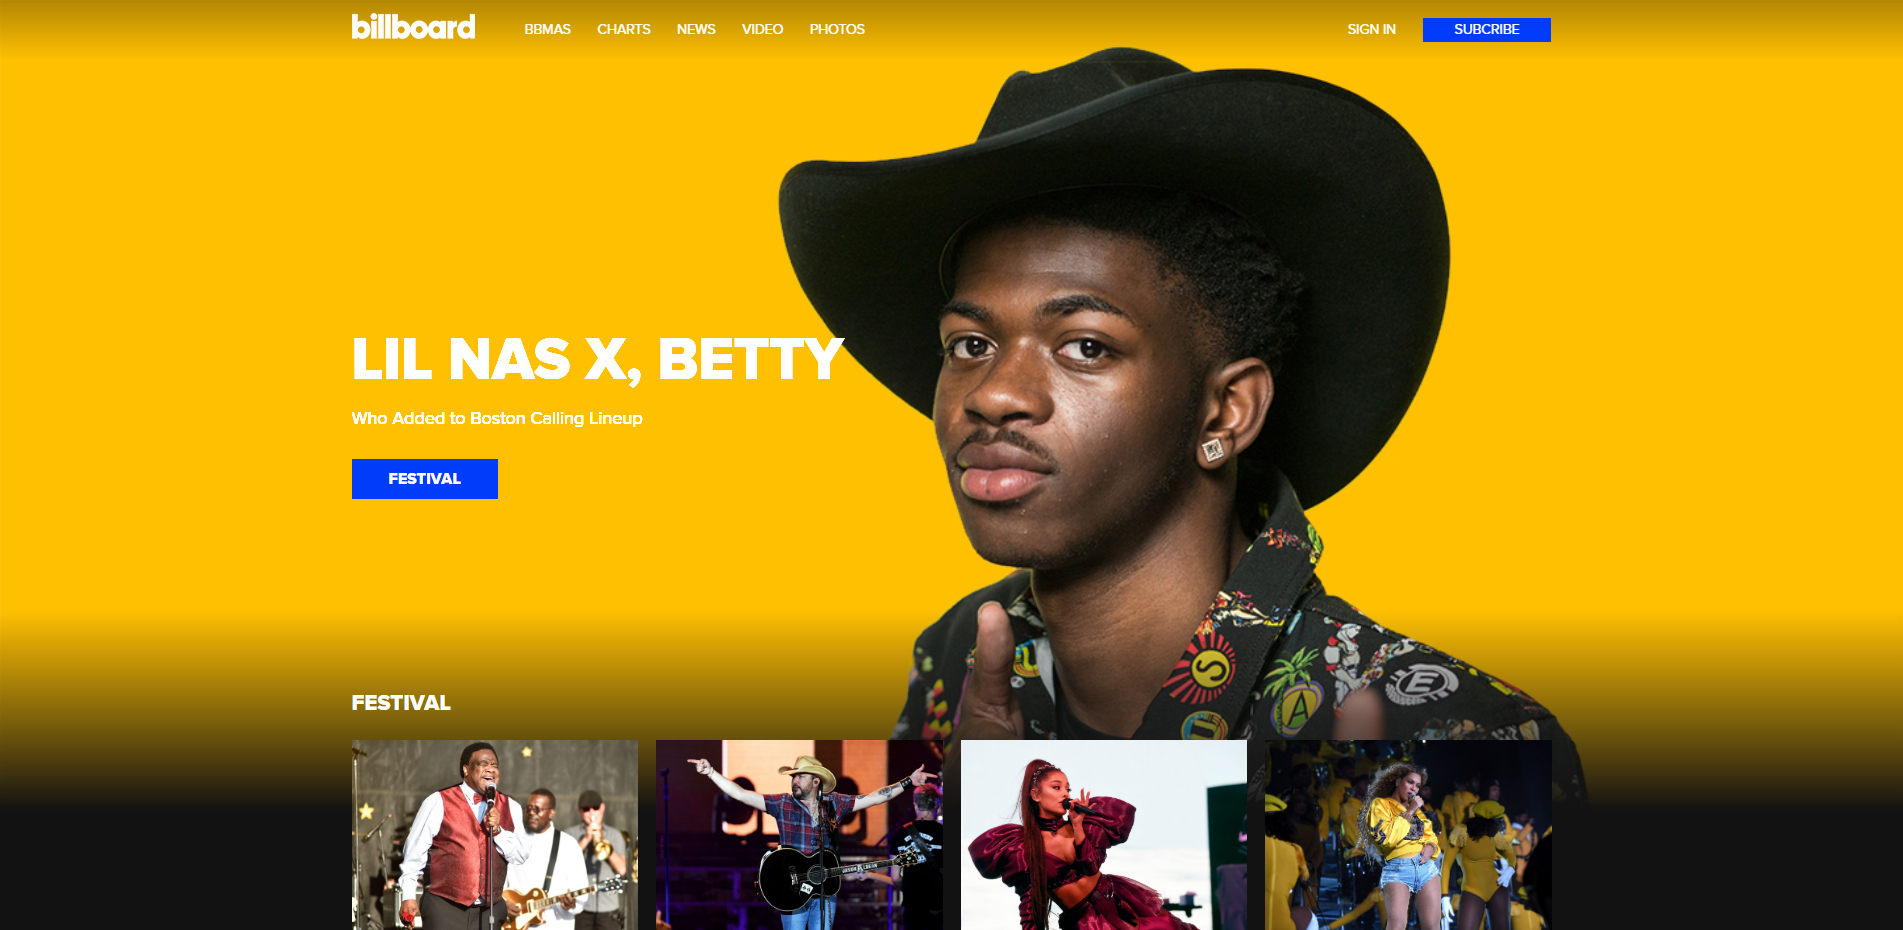 billboard
BBMAS CHARTS NEWS VIDEO PHOTOS
SIGN IN SUBCRIBE
LIL NAS X, BETTY
Who Added to Boston Calling Lineup
FESTIVAL
FESTIVAL
S
E
A
U